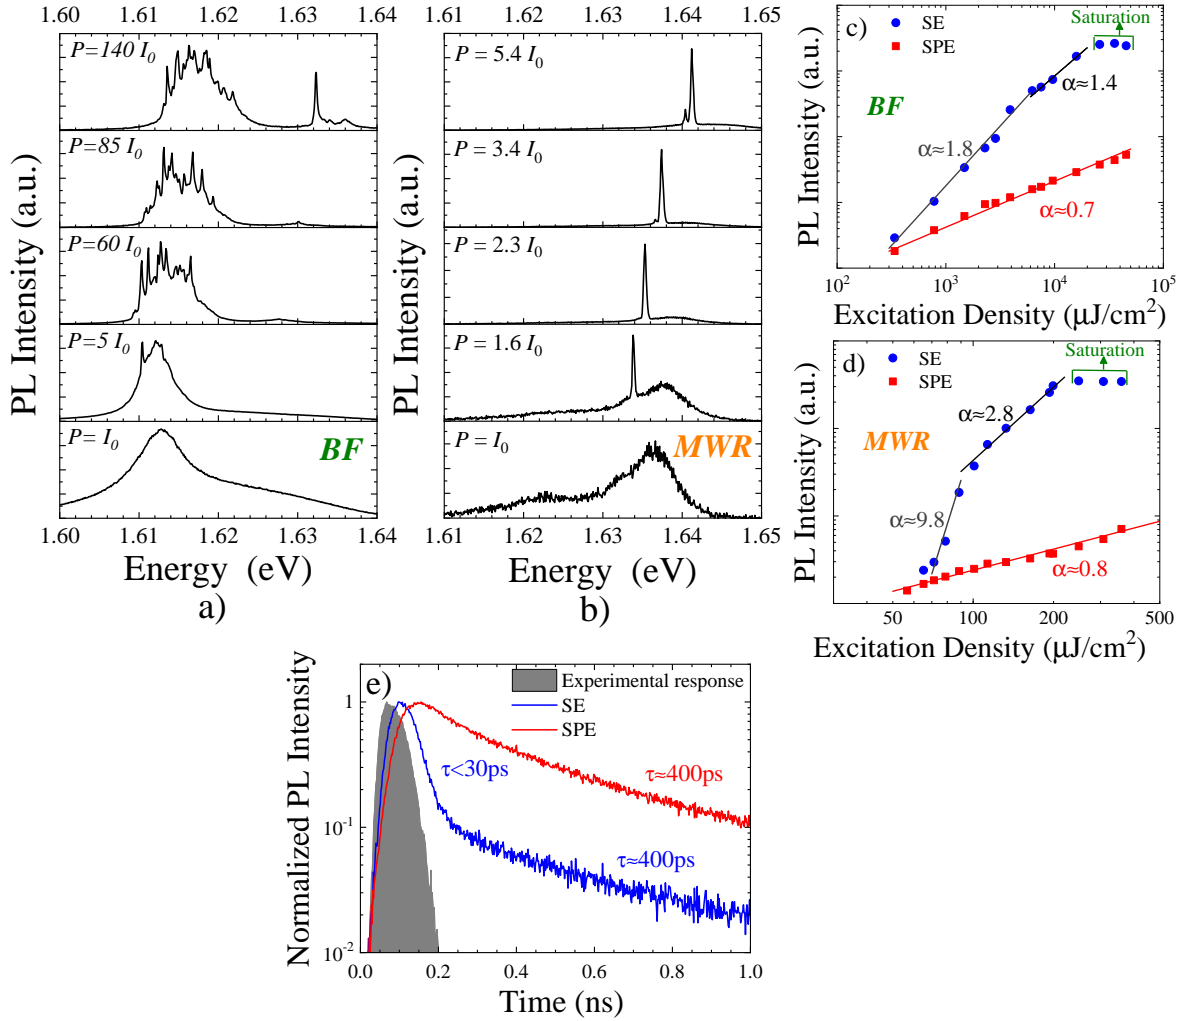 1.60 1.61 1.62 1.63 1.64
P=140 I0
P=85 I0
P=60 I0
P=5 I0
P= I0
BF
PL Intensity (a.u.)
1.60 1.61 1.62 1.63 1.64
Energy (eV)
a)
1.61 1.62 1.63 1.64 1.65
P = 5.4 I0
P = 3.4 I0
P = 2.3 I0
P = 1.6 I0
P = I0
MWR
PL Intensity (a.u.)
1.61 1.62 1.63 1.64 1.65
Energy (eV)
b)
c)
SE
SPE
Saturation
BF
α≈1.4
α≈1.8
α≈0.7
PL Intensity (a.u.)
10² 10³ 10⁴ 10⁵
Excitation Density (μJ/cm²)
d)
SE
SPE
Saturation
α≈2.8
MWR
α≈9.8
α≈0.8
PL Intensity (a.u.)
50 100 200 500
Excitation Density (μJ/cm²)
e)
Experimental response
SE
SPE
τ<30ps
τ≈400ps
τ≈400ps
Normalized PL Intensity
1
10⁻¹
10⁻²
0.0 0.2 0.4 0.6 0.8 1.0
Time (ns)